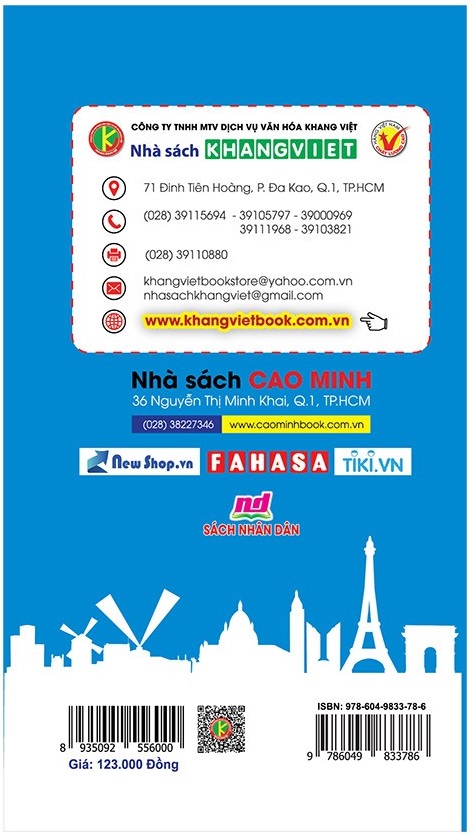 CÔNG TY TNHH MTV DỊCH VỤ VĂN HÓA KHANG VIỆT
Nhà sách KHANGVIET
71 Đinh Tiên Hoàng, P. Đa Kao, Q.1, TP.HCM
(028) 39115694 - 39105797 - 39000969
39111968 - 39103821
(028) 39110880
khangvietbookstore@yahoo.com.vn
nhasachkhangviet@gmail.com
www.khangvietbook.com.vn
Nhà sách CAO MINH
36 Nguyễn Thị Minh Khai, Q.1, TP.HCM
(028) 38227346 www.caominhbook.com.vn
NewShop.vn FAHASA TIKI.VN
nd
SÁCH NHÂN DÂN
ISBN: 978-604-9833-78-6
8 935092 556000
9 786049 833786
Giá: 123.000 Đồng